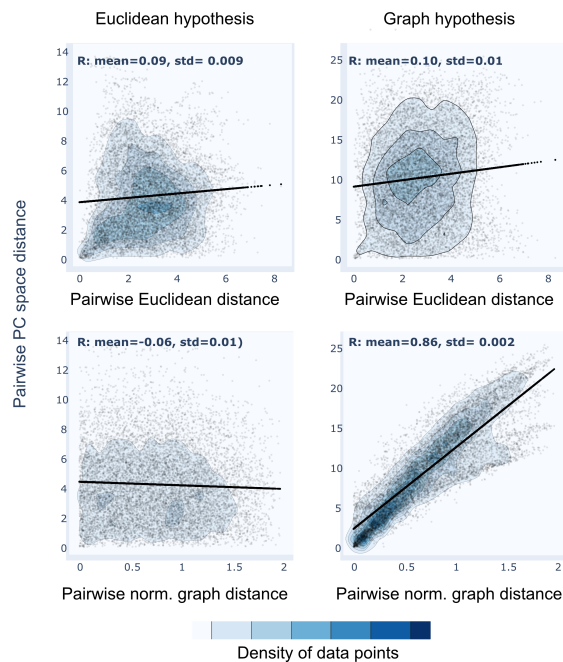 Euclidean hypothesis
Graph hypothesis
Pairwise PC space distance
R: mean=0.09, std= 0.009
14
12
10
8
6
4
2
0
0 2 4 6 8
Pairwise Euclidean distance
R: mean=0.10, std=0.01
25
20
15
10
5
0
0 2 4 6 8
Pairwise Euclidean distance
R: mean=-0.06, std=0.01)
14
12
10
8
6
4
2
0
0 0.5 1 1.5 2
Pairwise norm. graph distance
R: mean=0.86, std= 0.002
25
20
15
10
5
0
0 0.5 1 1.5 2
Pairwise norm. graph distance
Density of data points